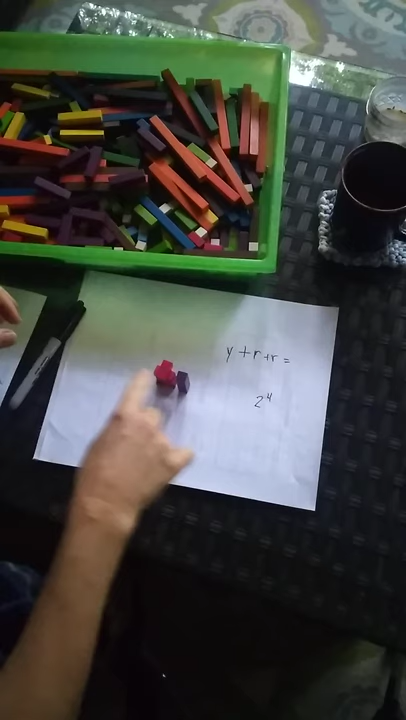 y + r + r =
2⁴